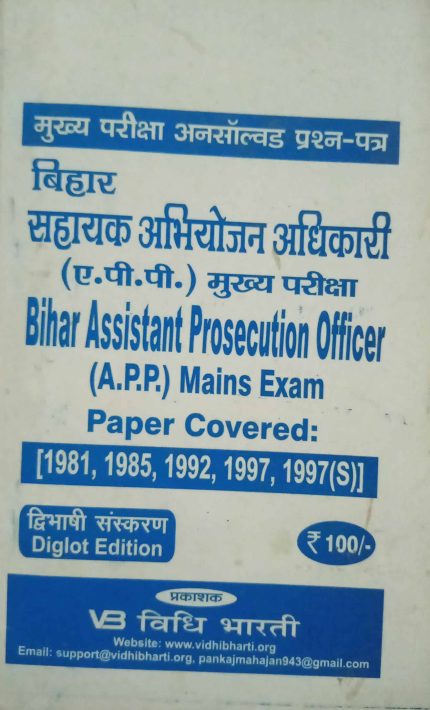 मुख्य परीक्षा अनसॉल्वड प्रश्न-पत्र
बिहार
सहायक अभियोजन अधिकारी
(ए.पी.पी.) मुख्य परीक्षा
Bihar Assistant Prosecution Officer
(A.P.P.) Mains Exam
Paper Covered:
[1981, 1985, 1992, 1997, 1997(S)]
द्विभाषी संस्करण
Diglot Edition
₹ 100/-
प्रकाशक
VB विधि भारती
Website: www.vidhibharti.org
Email: support@vidhibharti.org, pankajmahajan943@gmail.com